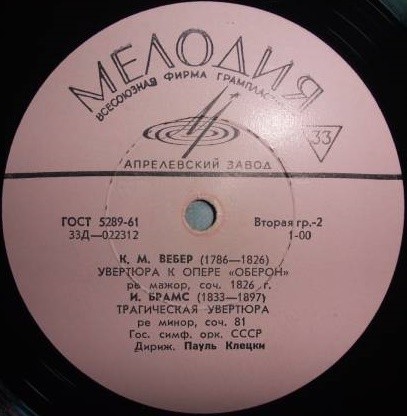 МЕЛОДИЯ
ВСЕСОЮЗНАЯ ФИРМА ГРАМПЛАСТ
33
АПРЕЛЕВСКИЙ ЗАВОД
ГОСТ 5289-61 Вторая гр.-2
33Д—022312 1-00
К. М. ВЕБЕР (1786—1826)
УВЕРТЮРА К ОПЕРЕ «ОБЕРОН»
ре мажор, соч. 1826 г.
И. БРАМС (1833—1897)
ТРАГИЧЕСКАЯ УВЕРТЮРА
ре минор, соч. 81
Гос. симф. орк. СССР
Дириж. Пауль Клецки